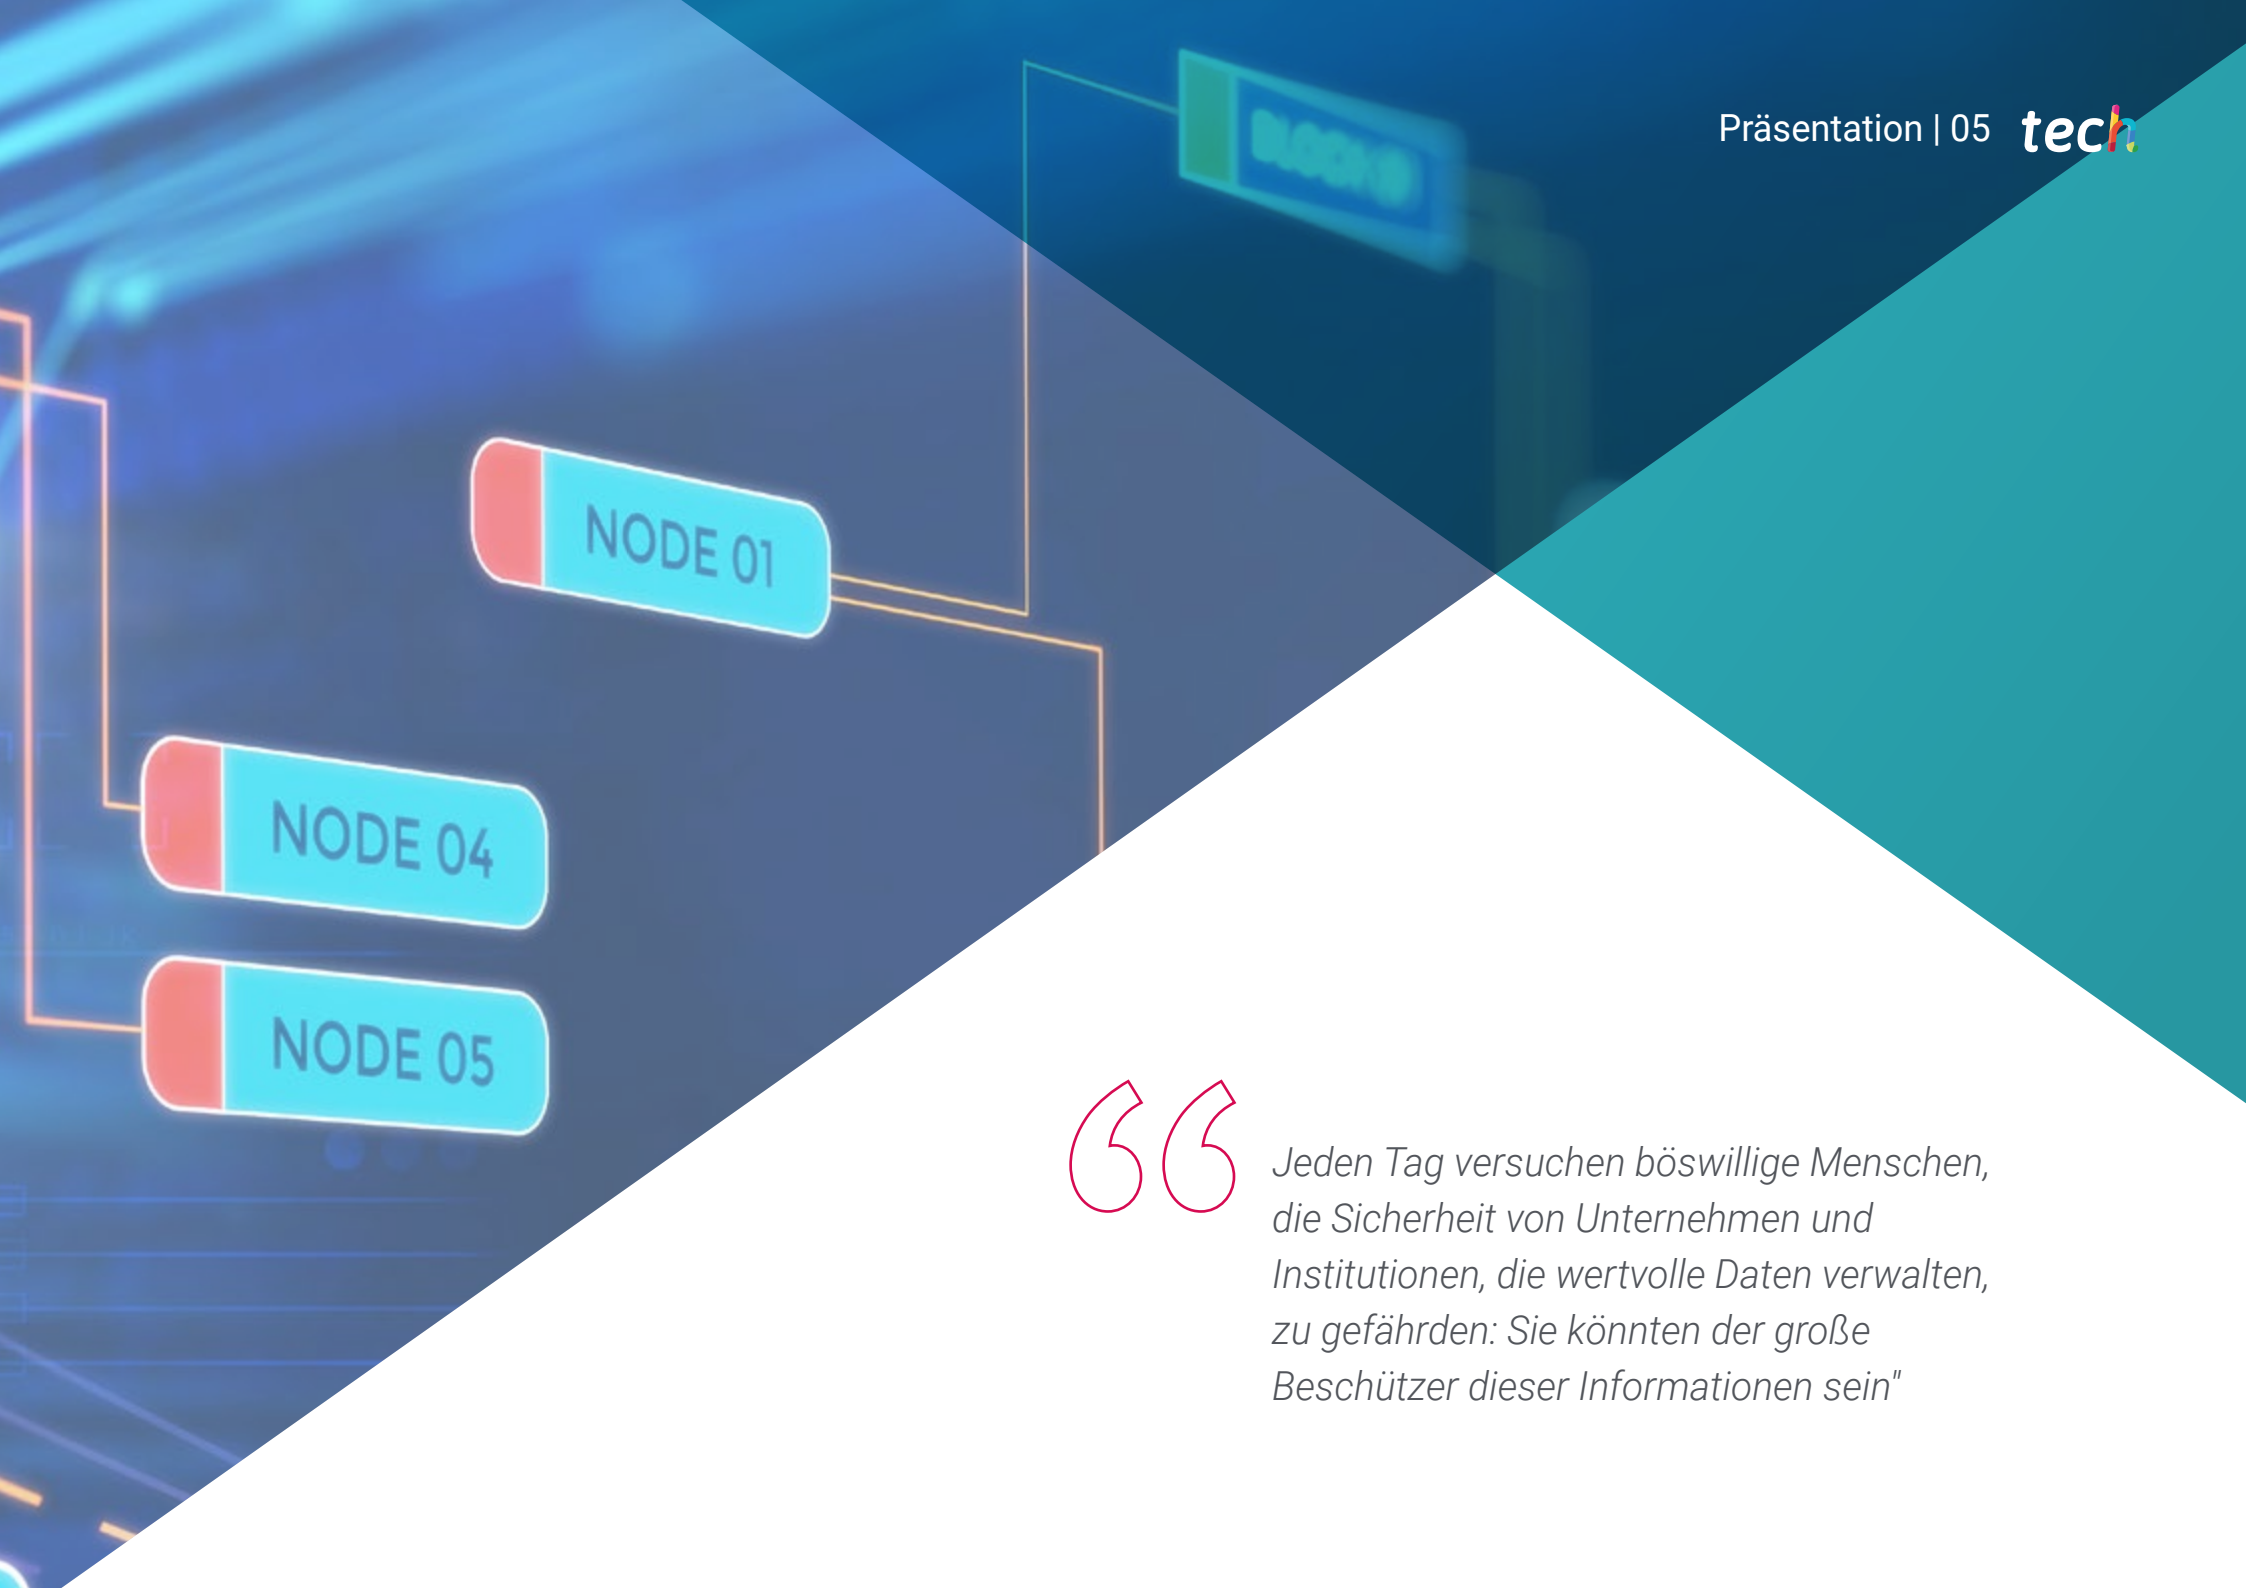 Präsentation | 05 tech
NODE 01
NODE 04
NODE 05
Jeden Tag versuchen böswillige Menschen,
die Sicherheit von Unternehmen und
Institutionen, die wertvolle Daten verwalten,
zu gefährden: Sie könnten der große
Beschützer dieser Informationen sein"